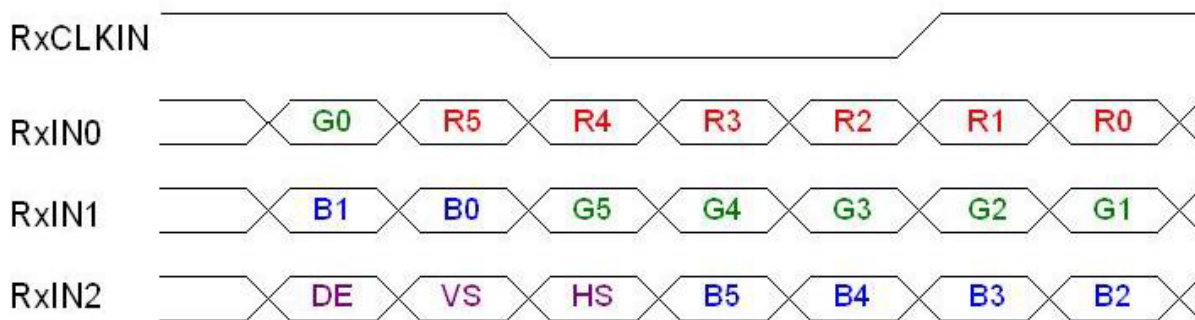 RxCLKIN
RxIN0 G0 R5 R4 R3 R2 R1 R0
RxIN1 B1 B0 G5 G4 G3 G2 G1
RxIN2 DE VS HS B5 B4 B3 B2